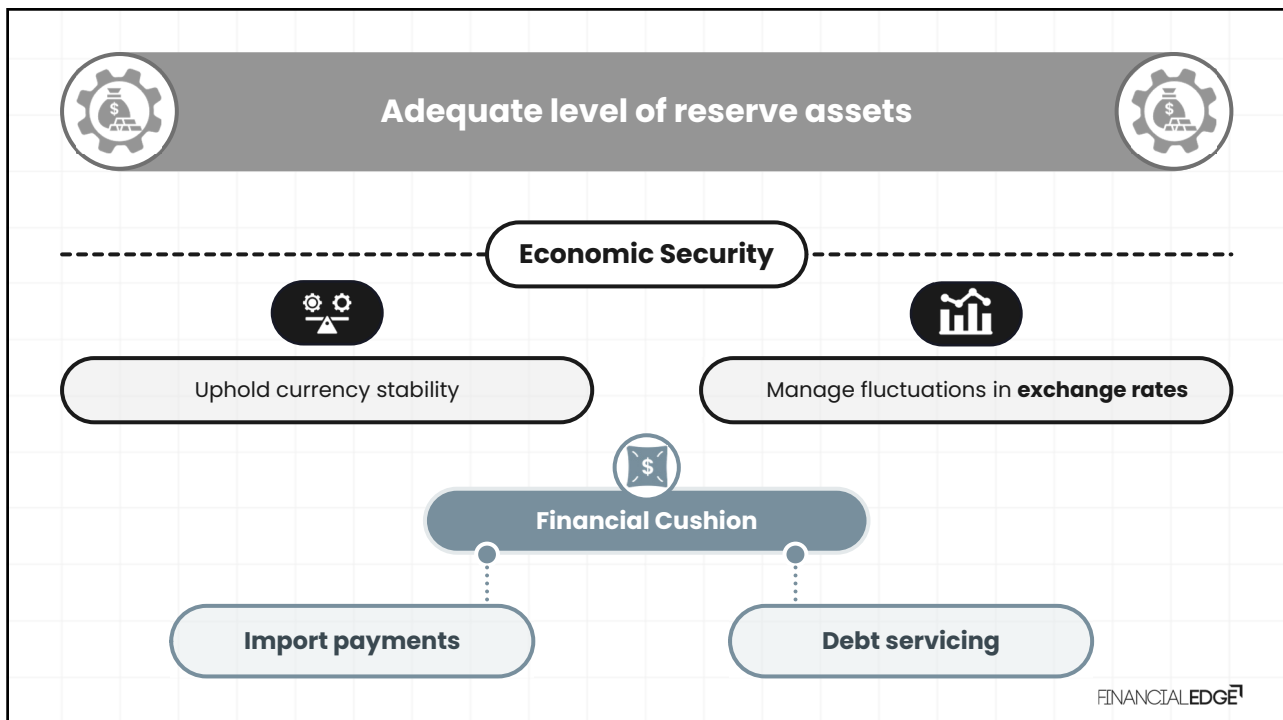 Adequate level of reserve assets
Economic Security
Uphold currency stability
Manage fluctuations in exchange rates
$
Financial Cushion
Import payments
Debt servicing
FINANCIALEDGE